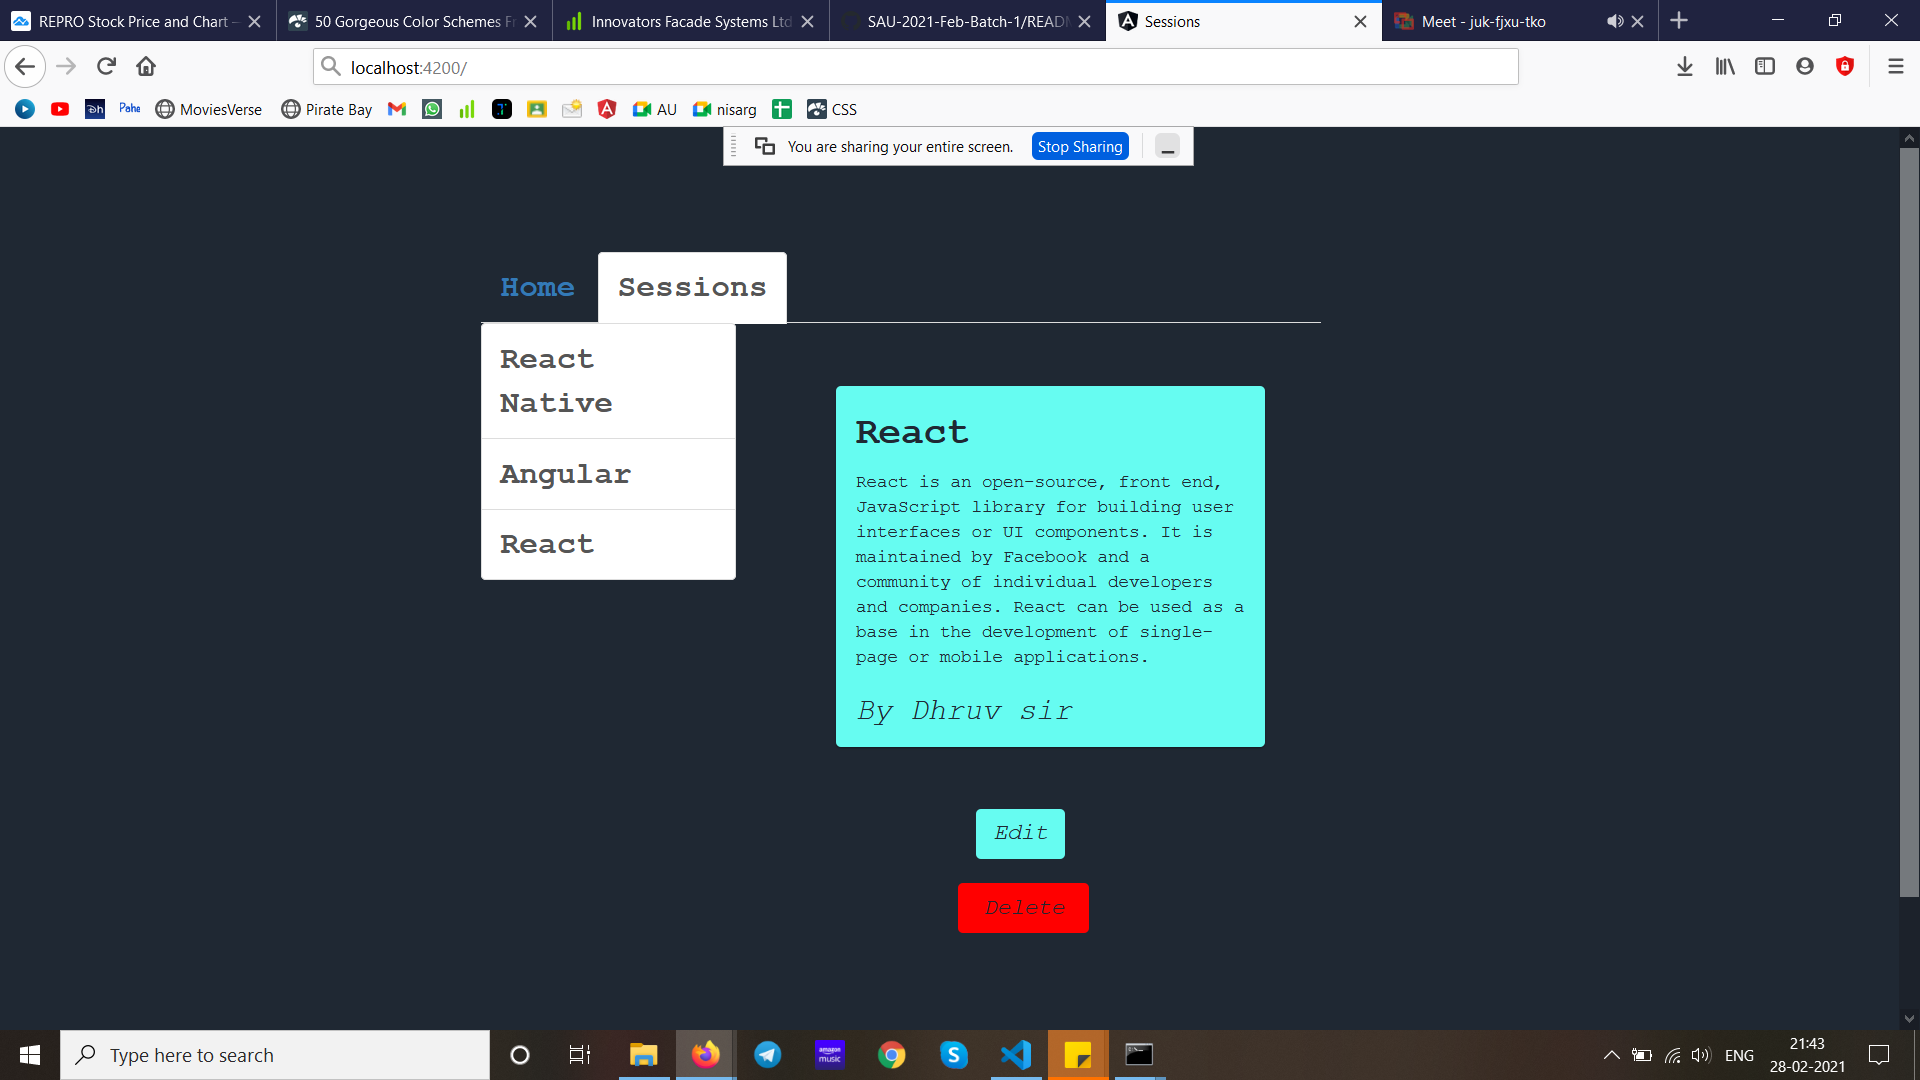 REPRO Stock Price and Chart –
50 Gorgeous Color Schemes Fr
Innovators Facade Systems Ltd
SAU-2021-Feb-Batch-1/READM
Sessions
Meet - juk-fjxu-tko
localhost:4200/
Pahe
MoviesVerse
Pirate Bay
AU
nisarg
CSS
You are sharing your entire screen.
Stop Sharing
Home
Sessions
React
Native
Angular
React
React
React is an open-source, front end,
JavaScript library for building user
interfaces or UI components. It is
maintained by Facebook and a
community of individual developers
and companies. React can be used as a
base in the development of single-
page or mobile applications.
By Dhruv sir
Edit
Delete
Type here to search
amazon
music
ENG
21:43
28-02-2021